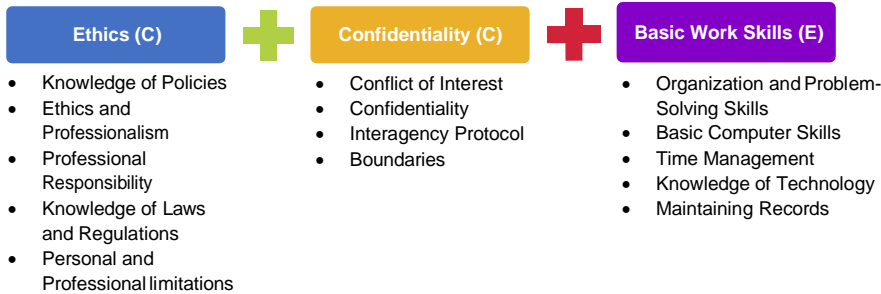 Ethics (C)
• Knowledge of Policies
• Ethics and
Professionalism
• Professional
Responsibility
• Knowledge of Laws
and Regulations
• Personal and
Professional limitations
Confidentiality (C)
• Conflict of Interest
• Confidentiality
• Interagency Protocol
• Boundaries
Basic Work Skills (E)
• Organization and Problem-
Solving Skills
• Basic Computer Skills
• Time Management
• Knowledge of Technology
• Maintaining Records